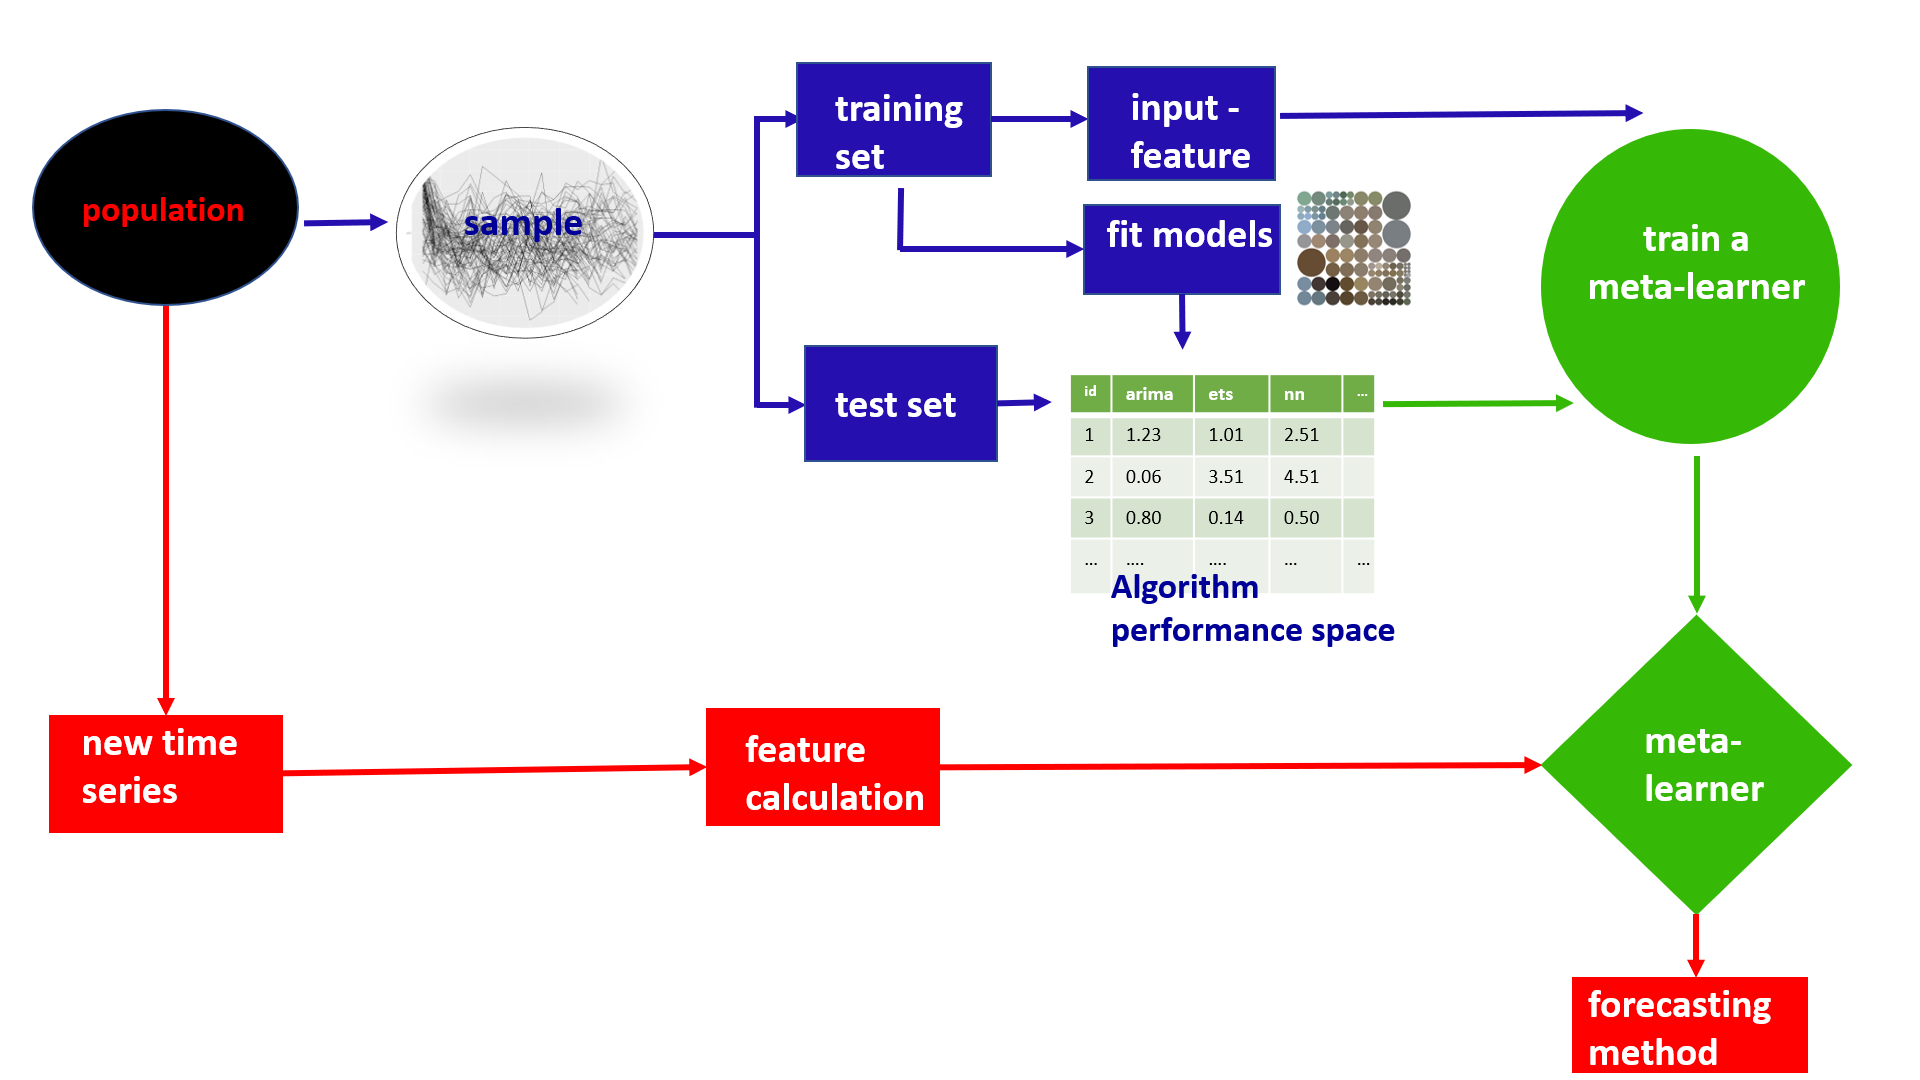 population
sample
training
set
input -
feature
fit models
test set
id arima ets nn ...
1 1.23 1.01 2.51
2 0.06 3.51 4.51
3 0.80 0.14 0.50
... .... .... ... ...
Algorithm
performance space
train a
meta-learner
new time
series
feature
calculation
meta-
learner
forecasting
method